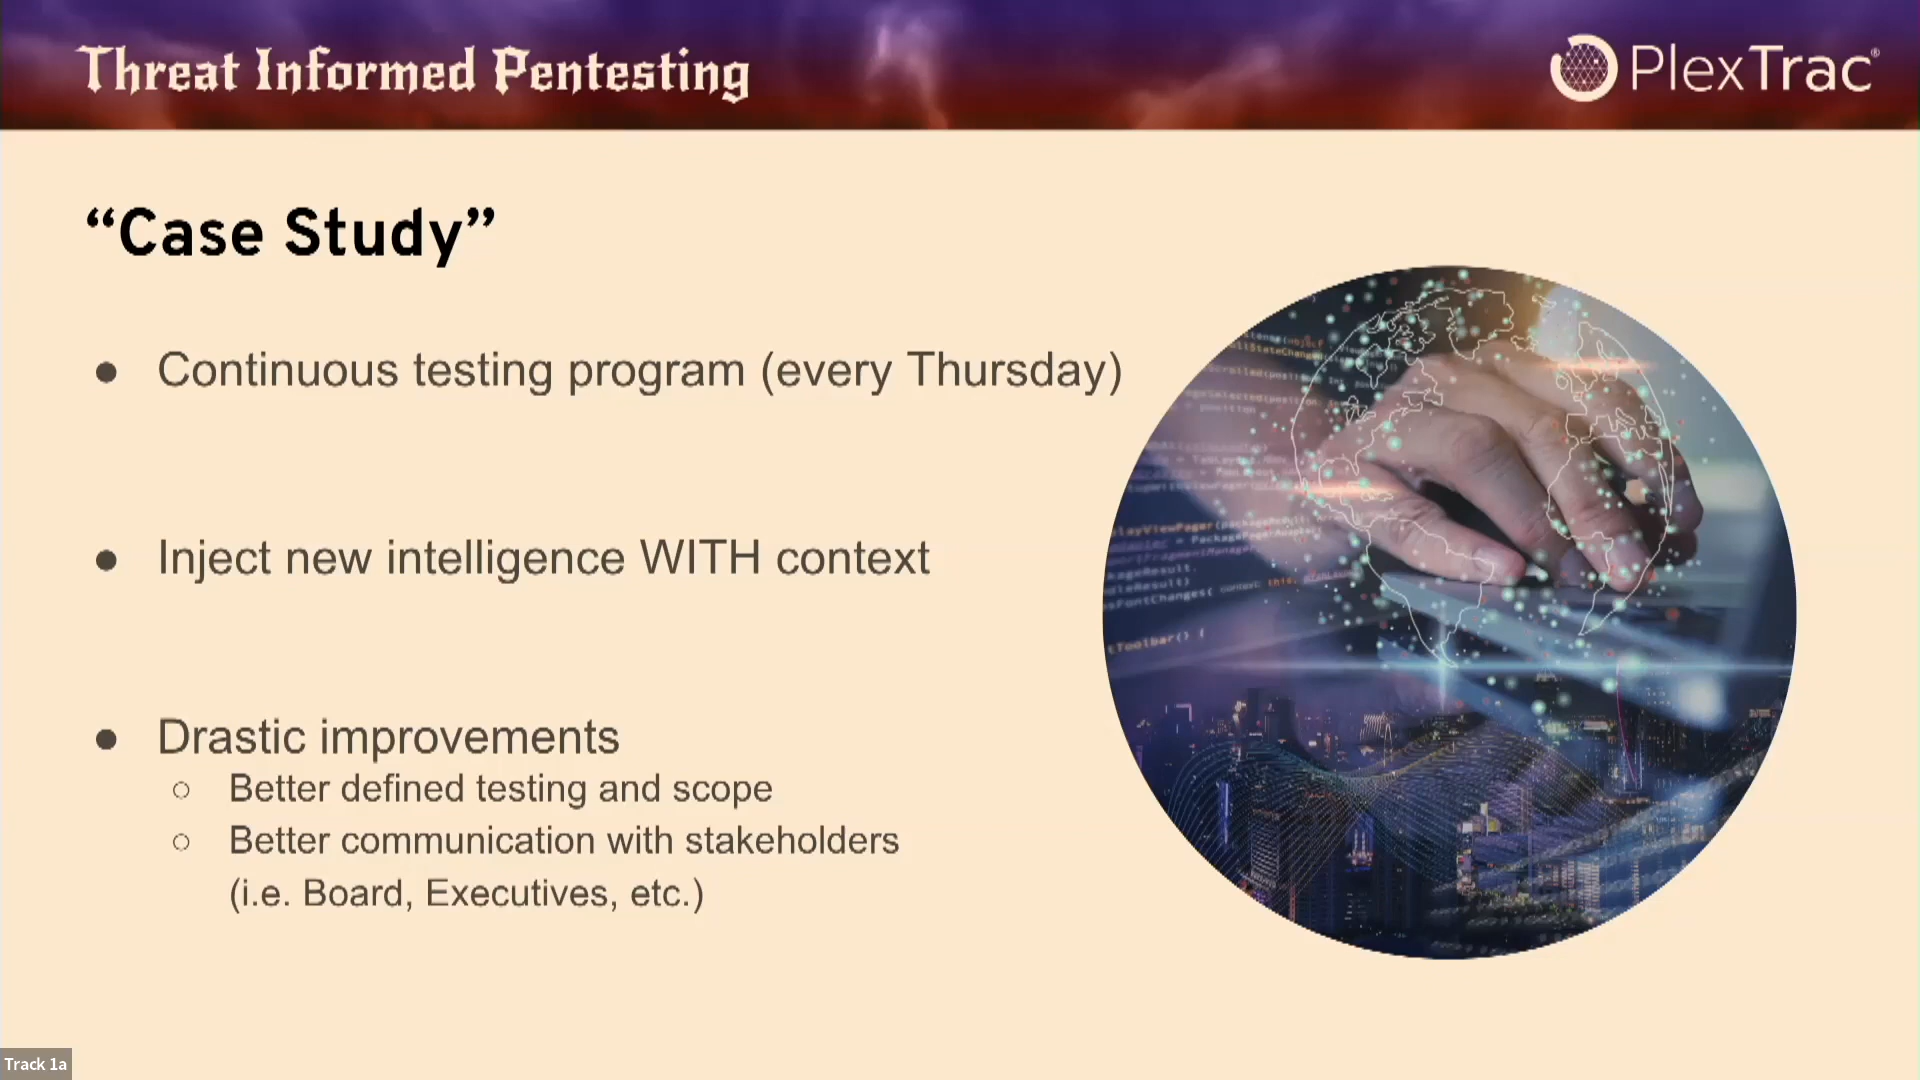 Threat Informed Pentesting
PlexTrac®
“Case Study”
● Continuous testing program (every Thursday)
● Inject new intelligence WITH context
● Drastic improvements
○ Better defined testing and scope
○ Better communication with stakeholders
(i.e. Board, Executives, etc.)
Track 1a